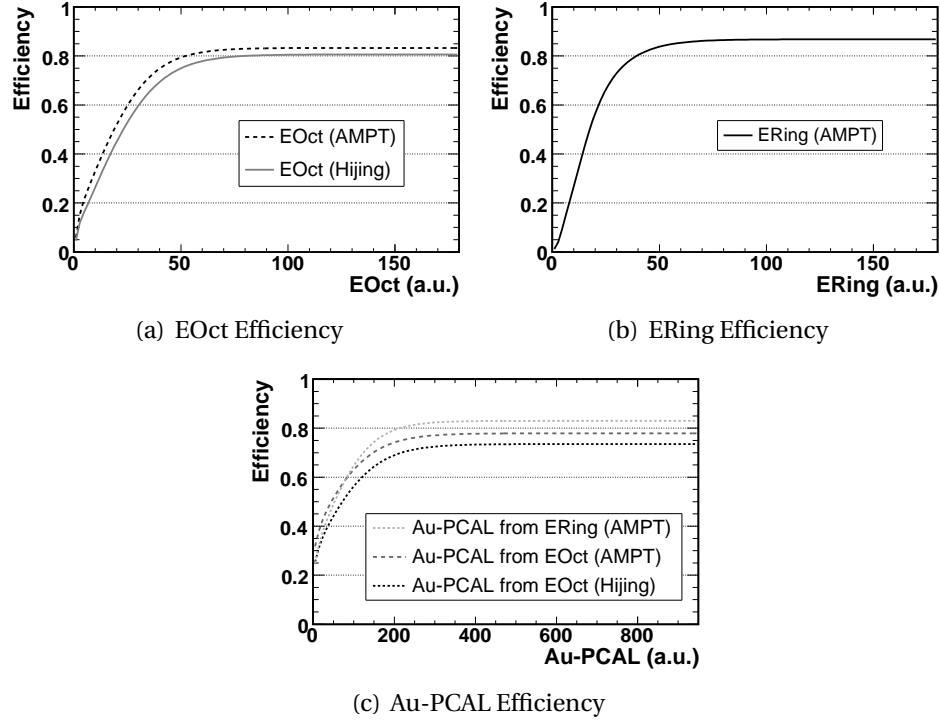 Efficiency
1
0.8
0.6
0.4
0.2
0
EOct (AMPT)
EOct (Hijing)
0 50 100 150
EOct (a.u.)
(a) EOct Efficiency
Efficiency
1
0.8
0.6
0.4
0.2
0
ERing (AMPT)
0 50 100 150
ERing (a.u.)
(b) ERing Efficiency
Efficiency
1
0.8
0.6
0.4
0.2
0
Au-PCAL from ERing (AMPT)
Au-PCAL from EOct (AMPT)
Au-PCAL from EOct (Hijing)
0 200 400 600 800
Au-PCAL (a.u.)
(c) Au-PCAL Efficiency